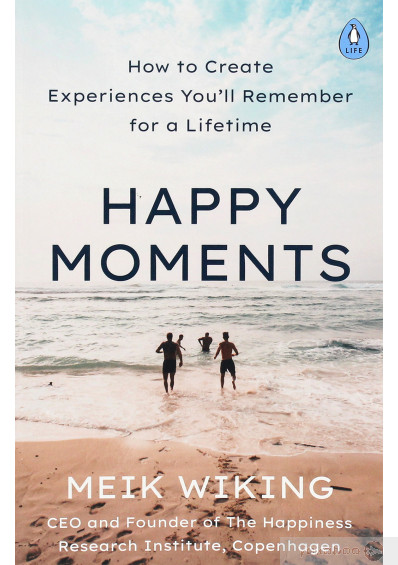 LIFE
How to Create
Experiences You'll Remember
for a Lifetime
HAPPY
MOMENTS
MEIK WIKING
CEO and Founder of The Happiness
Research Institute, Copenhagen